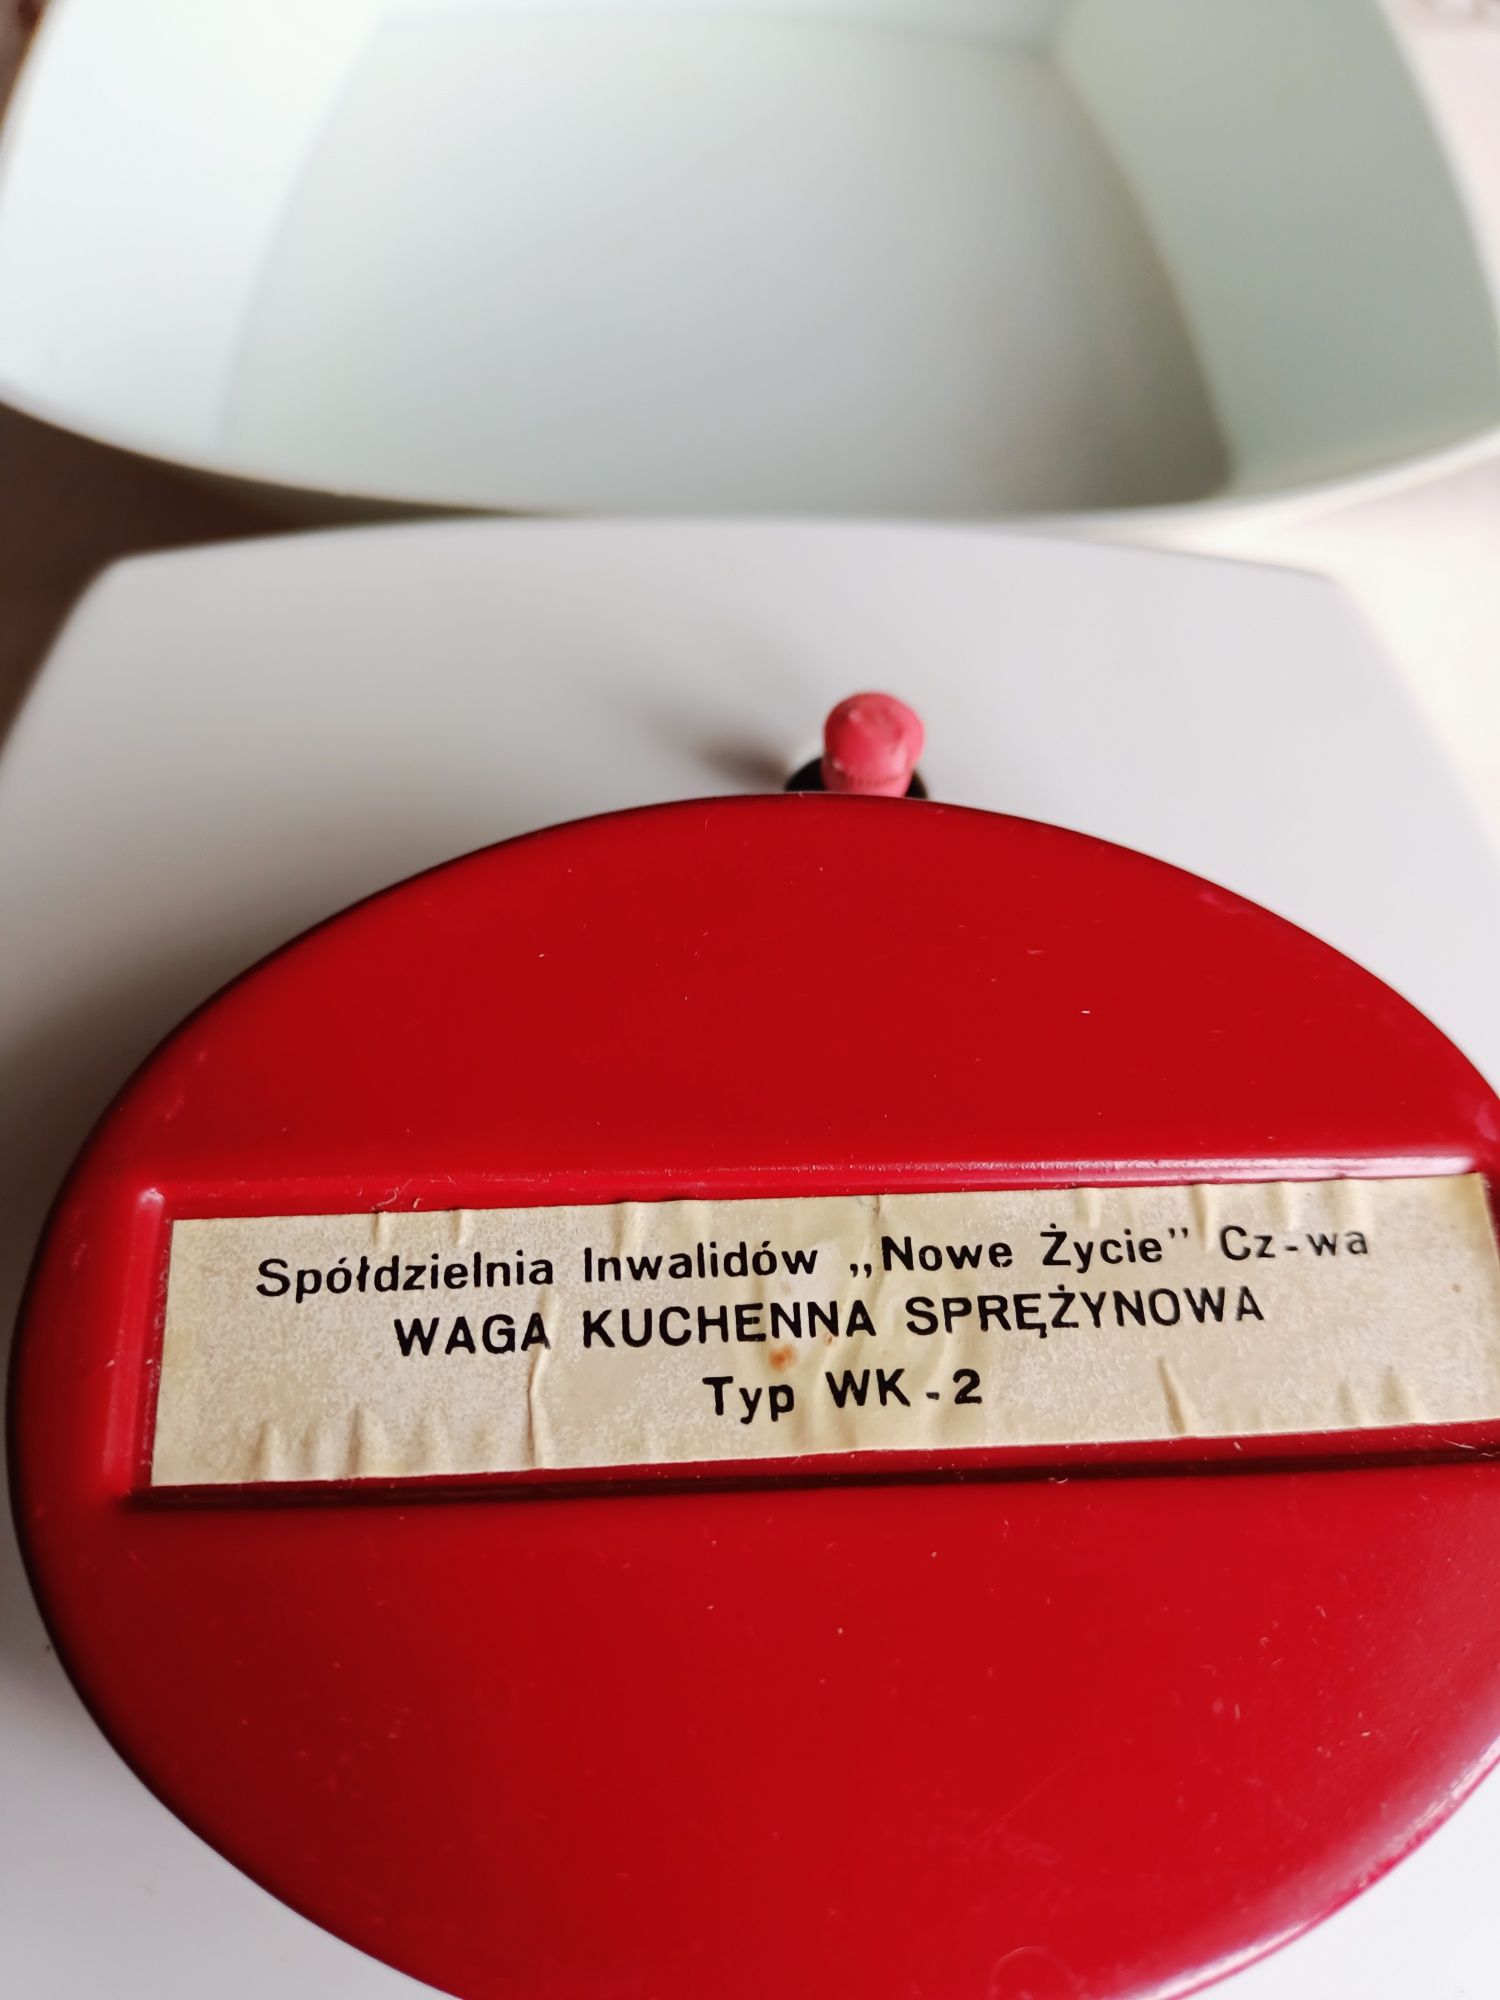 Spółdzielnia Inwalidów „Nowe Życie” Cz-wa
WAGA KUCHENNA SPRĘŻYNOWA
Typ WK-2